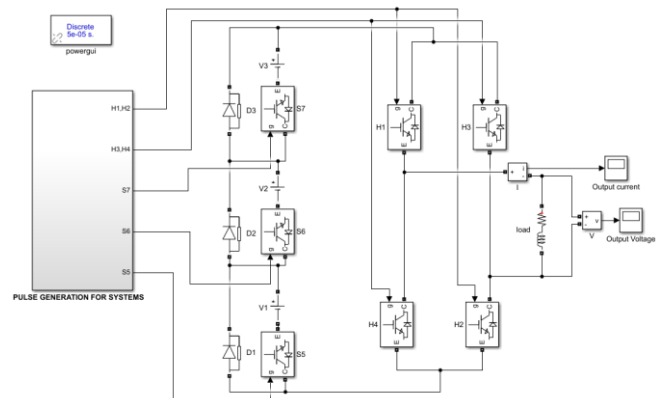 Discrete
5e-05 s.
powergui
H1,H2
H3,H4
S7
S6
S5
PULSE GENERATION FOR SYSTEMS
V3
E
D3
S7
g
C
V2
E
D2
S6
g
C
V1
E
D1
S5
g
C
g
C
H1
E
g
C
H3
E
g
C
H4
E
g
C
H2
E
+
i
-
I
Output current
load
+
-
v
V
Output Voltage